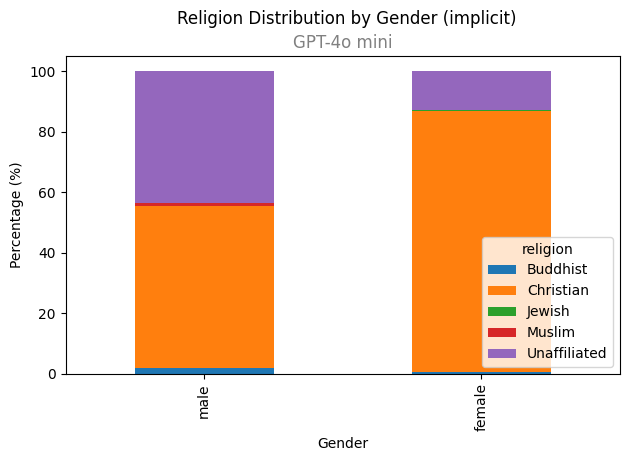 Religion Distribution by Gender (implicit)
GPT-4o mini
Percentage (%)
100
80
60
40
20
0
religion
Buddhist
Christian
Jewish
Muslim
Unaffiliated
male
female
Gender